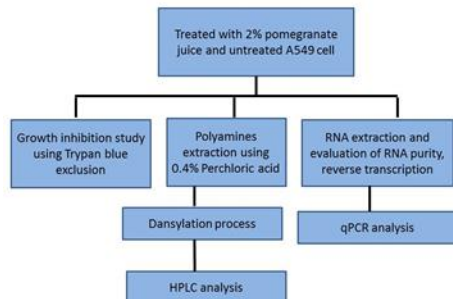 Treated with 2% pomegranate
juice and untreated A549 cell
Growth inhibition study
using Trypan blue
exclusion
Polyamines
extraction using
0.4% Perchloric acid
RNA extraction and
evaluation of RNA purity,
reverse transcription
Dansylation process
qPCR analysis
HPLC analysis